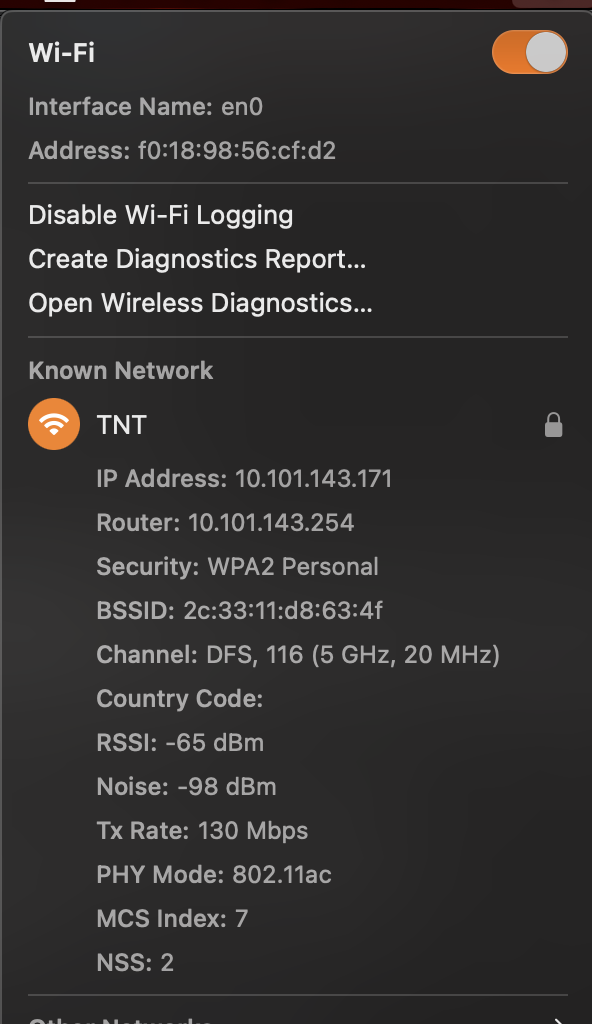 Wi-Fi
Interface Name: en0
Address: f0:18:98:56:cf:d2
Disable Wi-Fi Logging
Create Diagnostics Report...
Open Wireless Diagnostics...
Known Network
TNT
IP Address: 10.101.143.171
Router: 10.101.143.254
Security: WPA2 Personal
BSSID: 2c:33:11:d8:63:4f
Channel: DFS, 116 (5 GHz, 20 MHz)
Country Code:
RSSI: -65 dBm
Noise: -98 dBm
Tx Rate: 130 Mbps
PHY Mode: 802.11ac
MCS Index: 7
NSS: 2
Other Networks